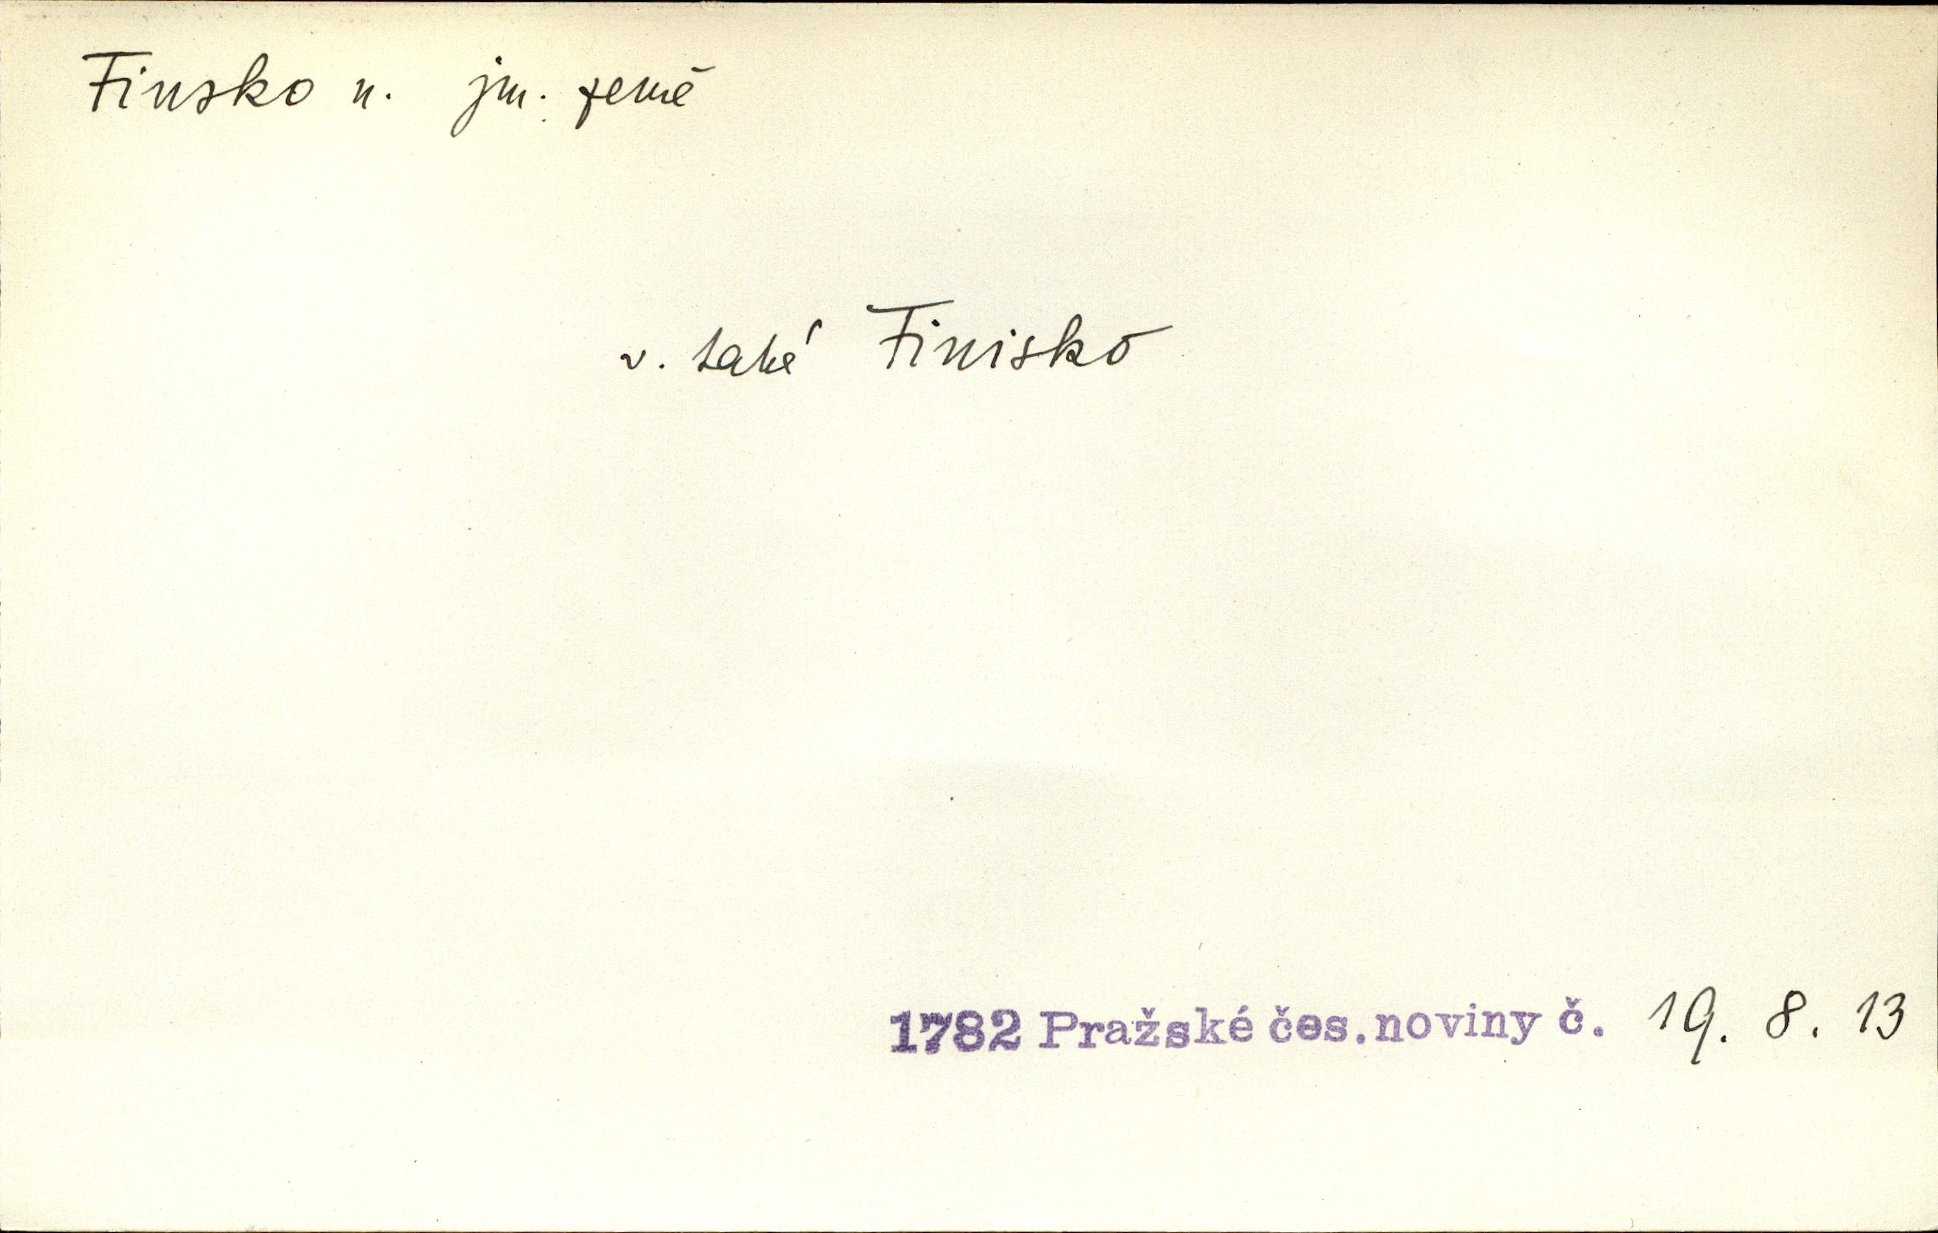 Finsko n. jm. země
v. také Finisko
1782 Pražské čes. noviny č. 19. 8. 13